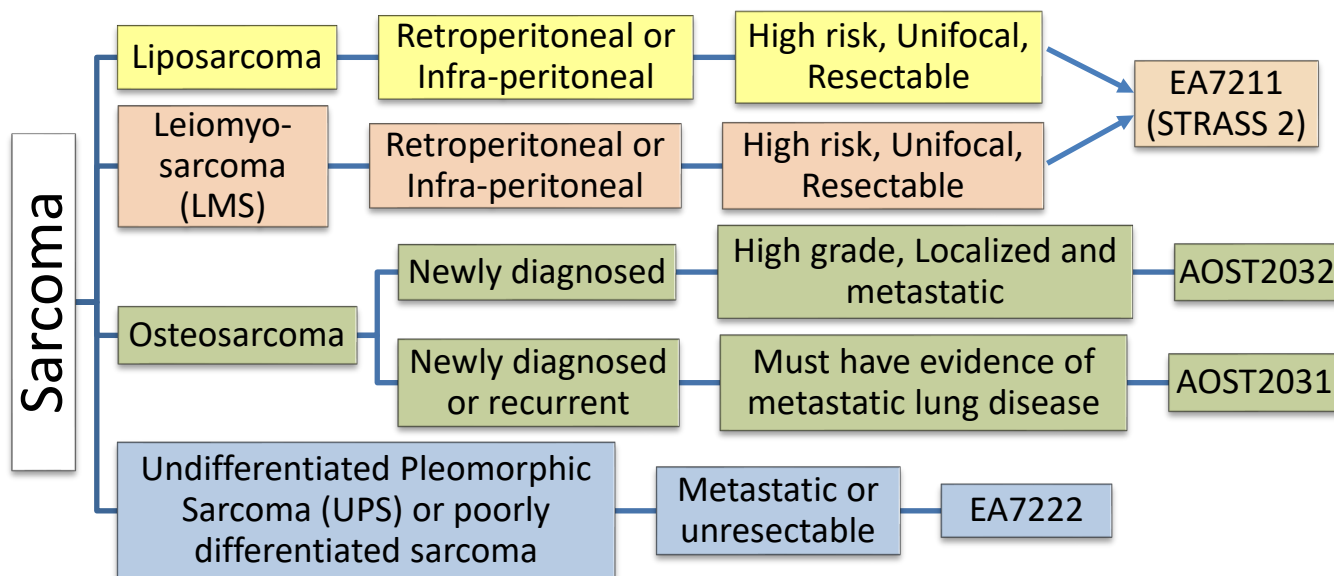 Sarcoma
Liposarcoma
Retroperitoneal or
Infra-peritoneal
High risk, Unifocal,
Resectable
EA7211
(STRASS 2)
Leiomyo-
sarcoma
(LMS)
Retroperitoneal or
Infra-peritoneal
High risk, Unifocal,
Resectable
Osteosarcoma
Newly diagnosed
High grade, Localized and
metastatic
AOST2032
Newly diagnosed
or recurrent
Must have evidence of
metastatic lung disease
AOST2031
Undifferentiated Pleomorphic
Sarcoma (UPS) or poorly
differentiated sarcoma
Metastatic or
unresectable
EA7222